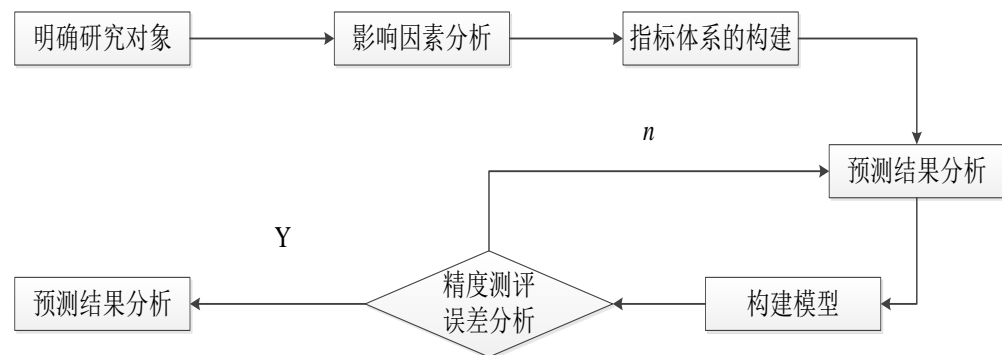 明确研究对象
影响因素分析
指标体系的构建
n
预测结果分析
Y
精度测评
误差分析
预测结果分析
构建模型